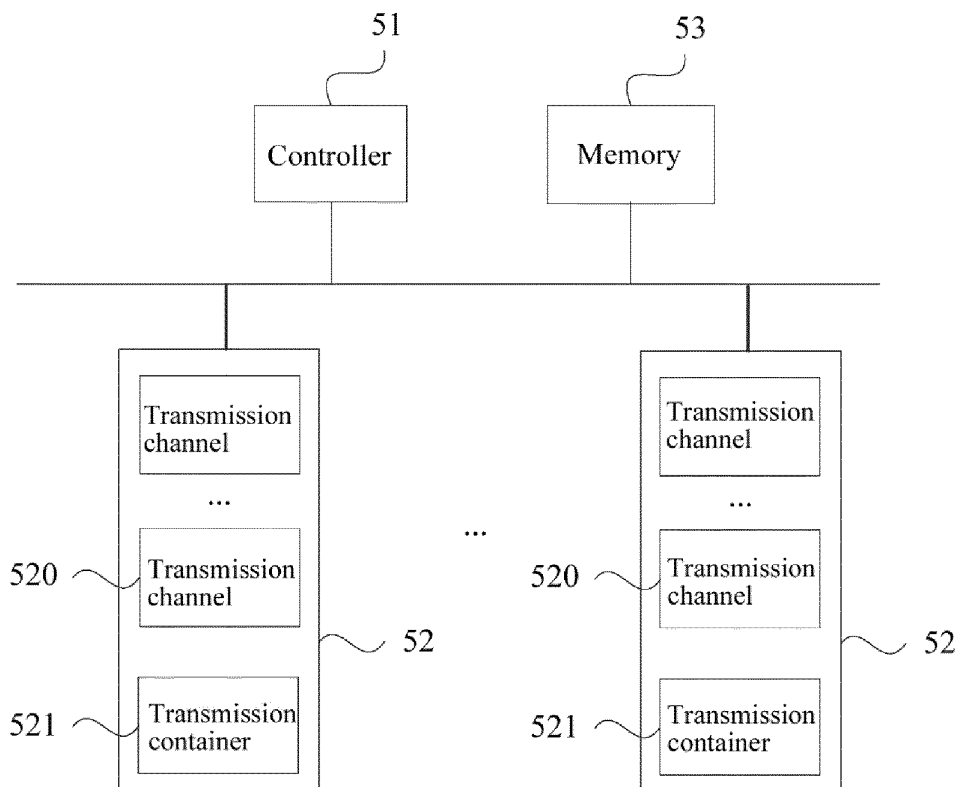 51
53
Controller
Memory
Transmission
channel
...
520
Transmission
channel
52
521
Transmission
container
...
Transmission
channel
...
520
Transmission
channel
52
521
Transmission
container